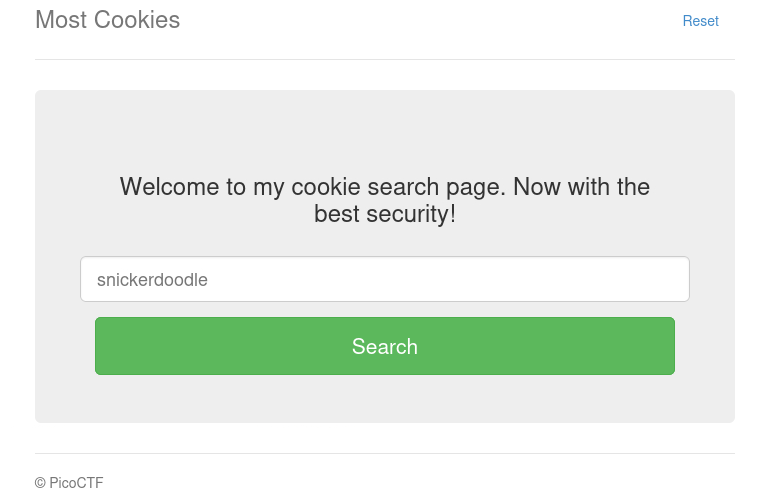 Most Cookies
Reset
Welcome to my cookie search page. Now with the
best security!
snickerdoodle
Search
© PicoCTF